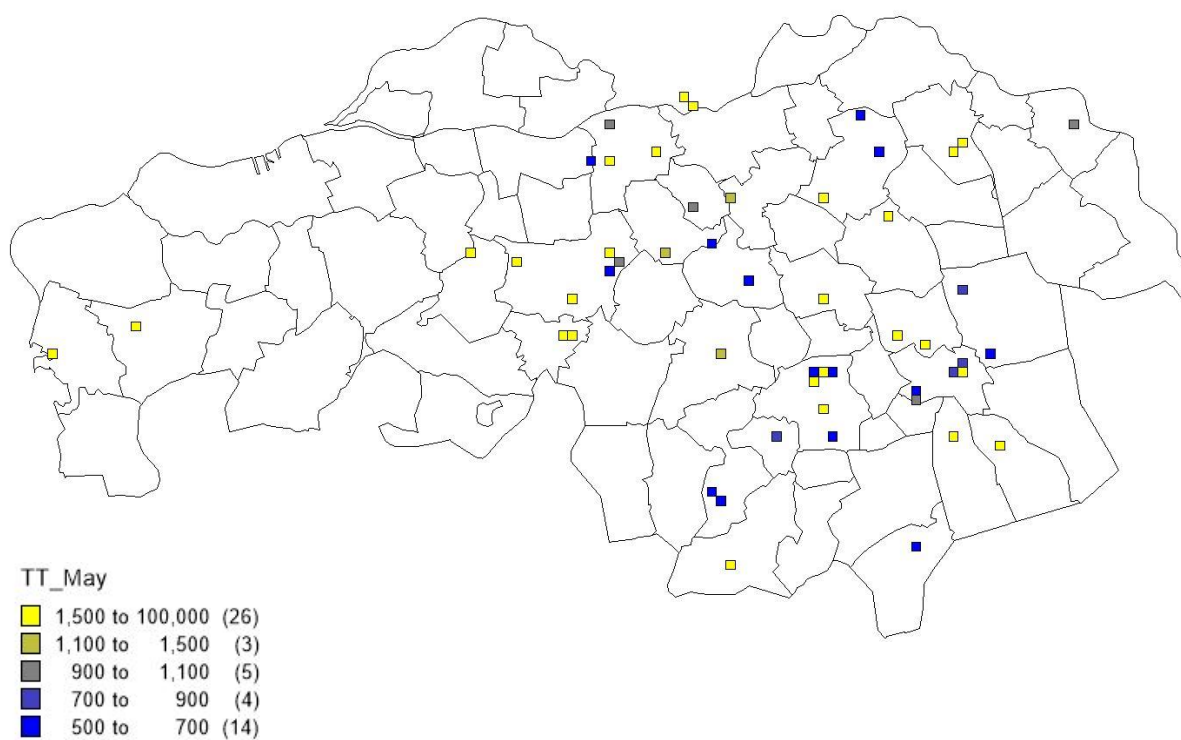 TT_May
1,500 to 100,000 (26)
1,100 to 1,500 (3)
900 to 1,100 (5)
700 to 900 (4)
500 to 700 (14)